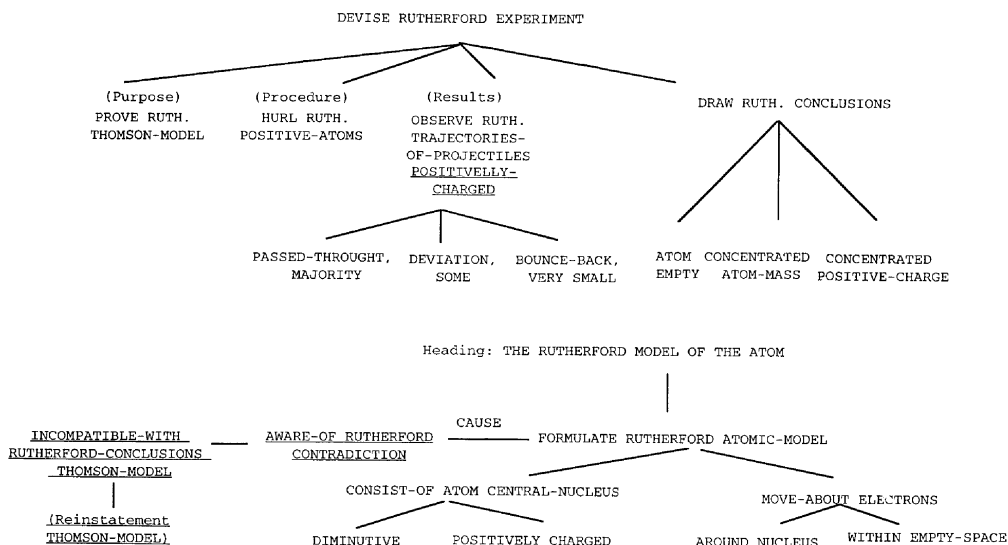 DEVISE RUTHERFORD EXPERIMENT
(Purpose)
PROVE RUTH.
THOMSON-MODEL
(Procedure)
HURL RUTH.
POSITIVE-ATOMS
(Results)
OBSERVE RUTH.
TRAJECTORIES-
OF-PROJECTILES
POSITIVELLY-
CHARGED
DRAW RUTH. CONCLUSIONS
PASSED-THROUGHT,
MAJORITY
DEVIATION,
SOME
BOUNCE-BACK,
VERY SMALL
ATOM
EMPTY
CONCENTRATED
ATOM-MASS
CONCENTRATED
POSITIVE-CHARGE
Heading: THE RUTHERFORD MODEL OF THE ATOM
INCOMPATIBLE-WITH
RUTHERFORD-CONCLUSIONS
THOMSON-MODEL
AWARE-OF RUTHERFORD
CONTRADICTION
CAUSE
FORMULATE RUTHERFORD ATOMIC-MODEL
(Reinstatement
THOMSON-MODEL)
CONSIST-OF ATOM CENTRAL-NUCLEUS
MOVE-ABOUT ELECTRONS
DIMINUTIVE
POSITIVELY CHARGED
AROUND NUCLEUS
WITHIN EMPTY-SPACE